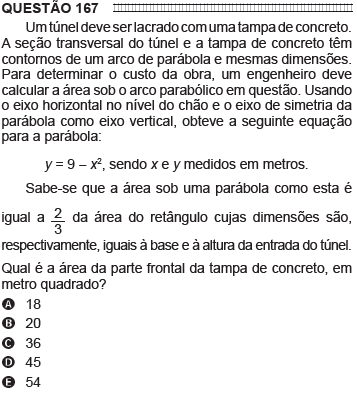 QUESTÃO 167
Um túnel deve ser lacrado com uma tampa de concreto.
A seção transversal do túnel e a tampa de concreto têm
contornos de um arco de parábola e mesmas dimensões.
Para determinar o custo da obra, um engenheiro deve
calcular a área sob o arco parabólico em questão. Usando
o eixo horizontal no nível do chão e o eixo de simetria da
parábola como eixo vertical, obteve a seguinte equação
para a parábola:
y = 9 – x², sendo x e y medidos em metros.
Sabe-se que a área sob uma parábola como esta é
igual a 2/3 da área do retângulo cujas dimensões são,
respectivamente, iguais à base e à altura da entrada do túnel.
Qual é a área da parte frontal da tampa de concreto, em
metro quadrado?
A 18
B 20
C 36
D 45
E 54